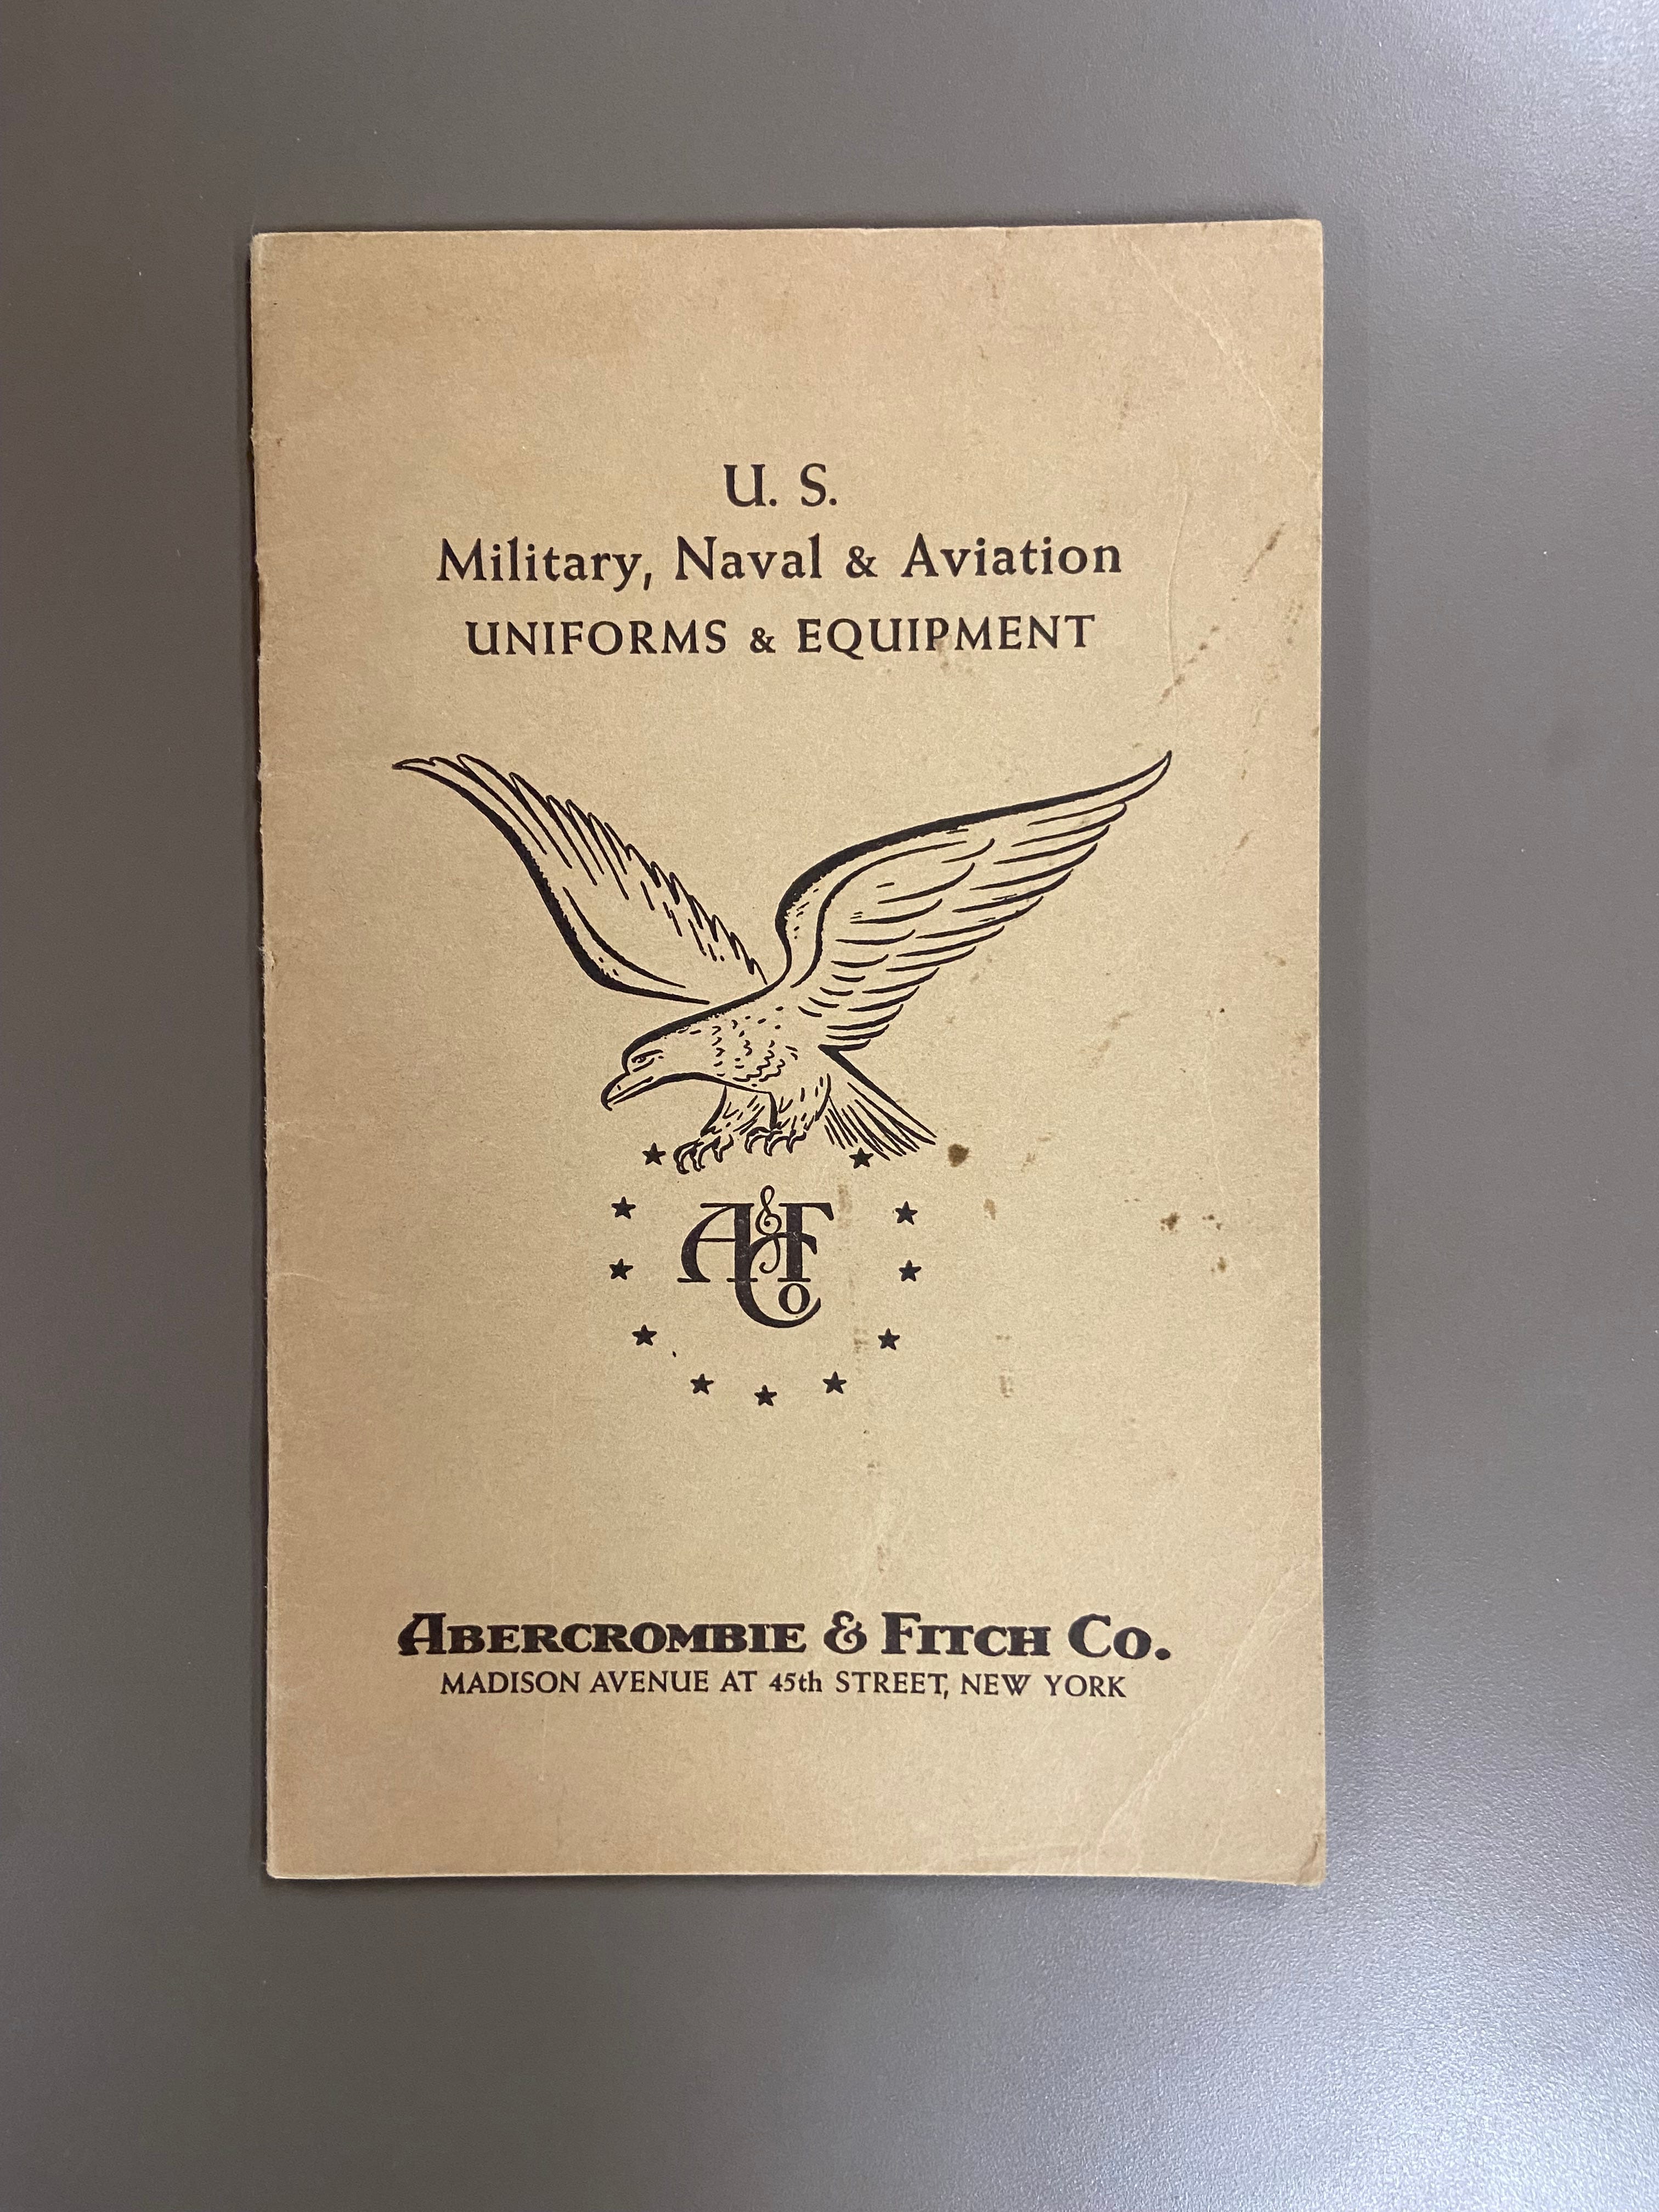 U. S.
Military, Naval & Aviation
UNIFORMS & EQUIPMENT
A&F
Co
ABERCROMBIE & FITCH CO.
MADISON AVENUE AT 45th STREET, NEW YORK